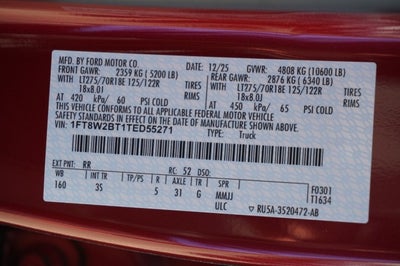 MFD. BY FORD MOTOR CO. 12/25 GVWR: 4808 KG (10600 LB)
FRONT GAWR: 2359 KG (5200 LB) REAR GAWR: 2876 KG (6340 LB)
WITH LT275/70R18E 125/122R TIRES WITH LT275/70R18E 125/122R TIRES
18x8.0J RIMS 18x8.0J RIMS
AT 420 kPa/ 60 PSI COLD AT 450 kPa/ 65 PSI COLD
THIS VEHICLE CONFORMS TO ALL APPLICABLE FEDERAL MOTOR VEHICLE
SAFETY STANDARDS IN EFFECT ON THE DATE OF MANUFACTURE SHOWN ABOVE.
VIN: 1FT8W2BT1TED55271 TYPE: Truck
EXT PNT: RR RC: 52 DSO:
WB INT TR TP/PS R AXLE TR SPR F0301
160 3S 5 31 G MMJJ T1634
ULC RU5A-3520472-AB